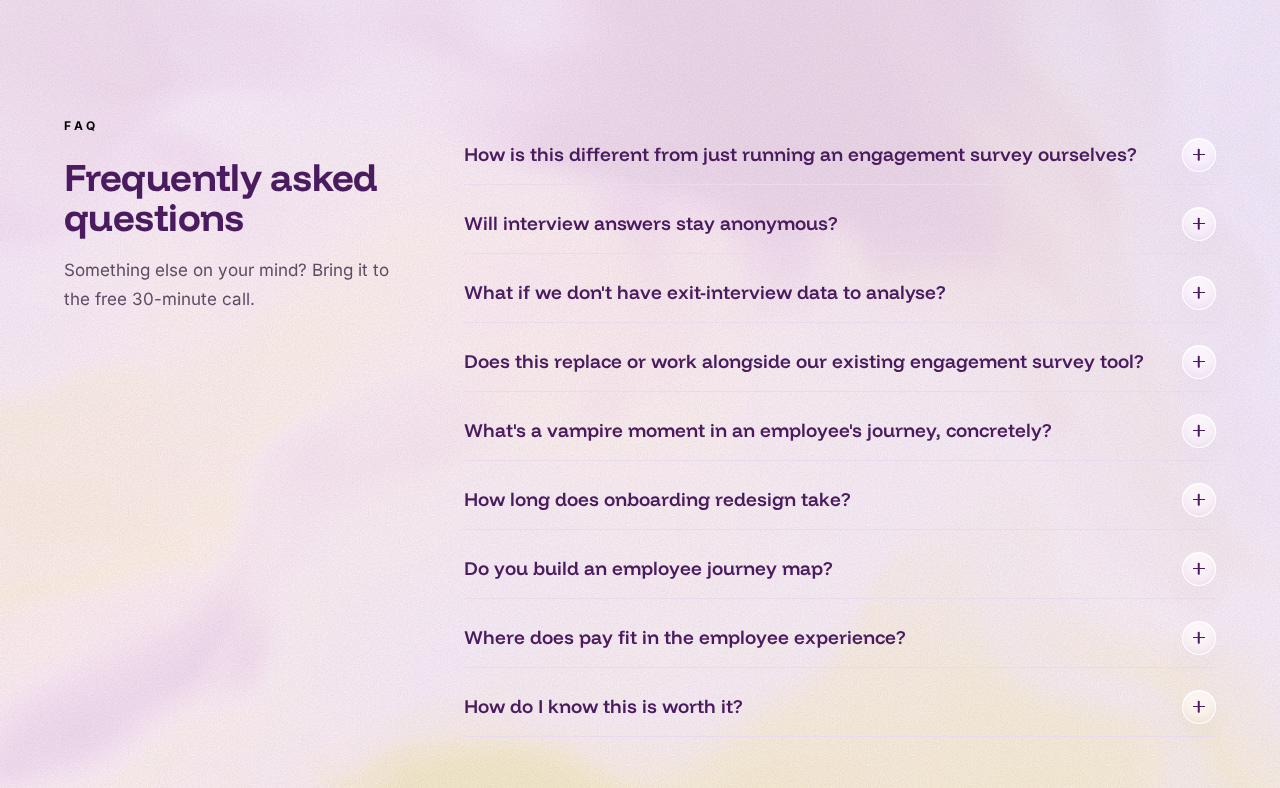 FAQ
Frequently asked
questions
Something else on your mind? Bring it to
the free 30-minute call.
How is this different from just running an engagement survey ourselves?
Will interview answers stay anonymous?
What if we don't have exit-interview data to analyse?
Does this replace or work alongside our existing engagement survey tool?
What's a vampire moment in an employee's journey, concretely?
How long does onboarding redesign take?
Do you build an employee journey map?
Where does pay fit in the employee experience?
How do I know this is worth it?